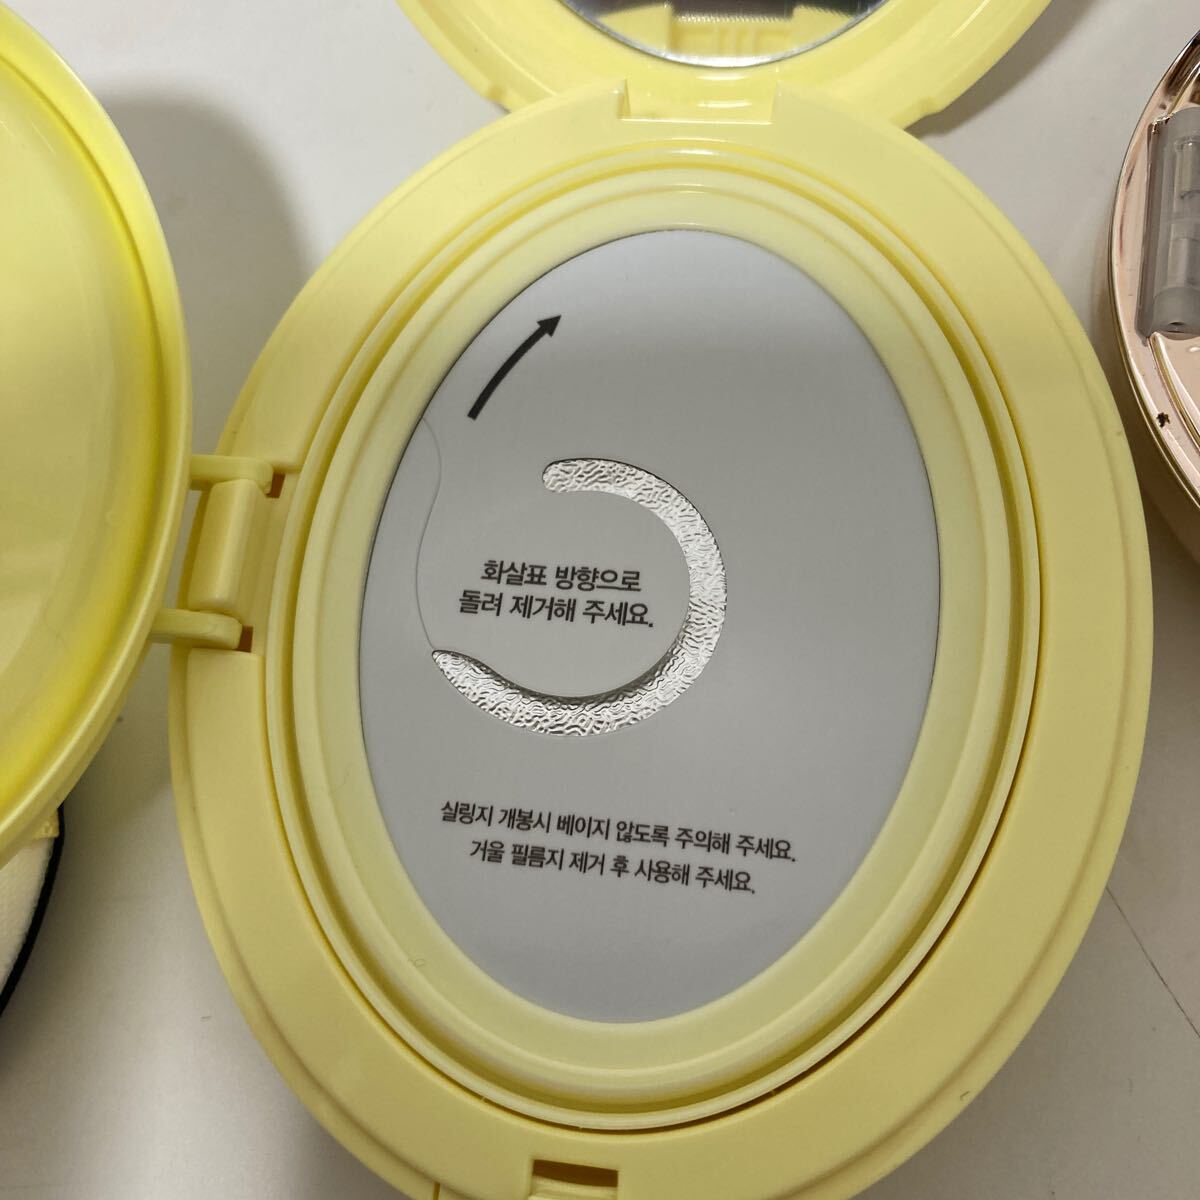 화살표 방향으로
돌려 제거해 주세요.
실링지 개봉시 베이지 않도록 주의해 주세요.
거울 필름지 제거 후 사용해 주세요.